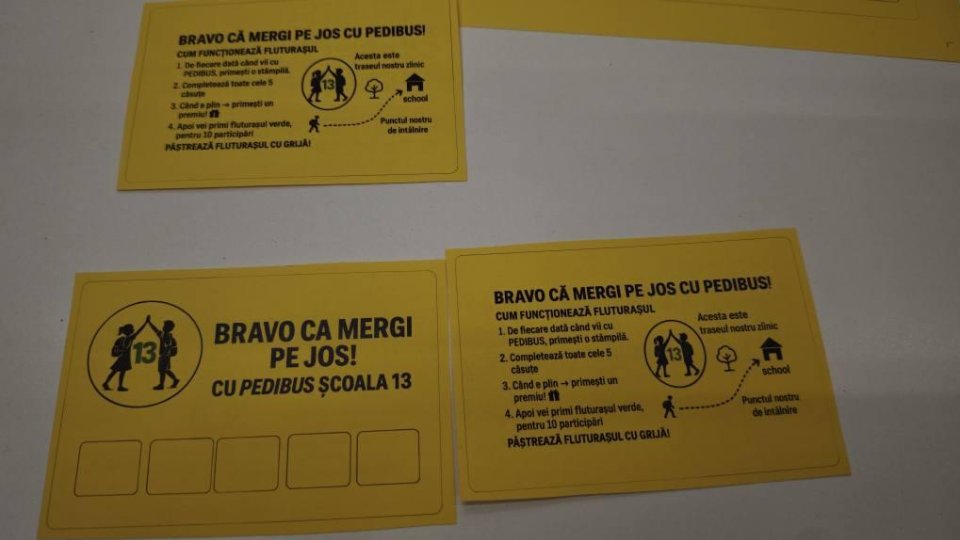 BRAVO CĂ MERGI PE JOS CU PEDIBUS!
CUM FUNCȚIONEAZĂ FLUTURAȘUL
1. De fiecare dată când vii cu
PEDIBUS, primești o stâmpilă.
2. Completează toate cele 5
căsuțe
3. Când e plin → primești un
premiu!
4. Apoi vei primi fluturașul verde,
pentru 10 participări
PĂSTREAZĂ FLUTURAȘUL CU GRIJĂ!
13
Acesta este
traseul nostru zlinic
school
Punctul nostru
de întâlnire
13
BRAVO CA MERGI
PE JOS!
CU PEDIBUS ȘCOALA 13
BRAVO CĂ MERGI PE JOS CU PEDIBUS!
CUM FUNCȚIONEAZĂ FLUTURAȘUL
1. De fiecare dată când vii cu
PEDIBUS, primești o stâmpilă.
2. Completează toate cele 5
căsuțe
3. Când e plin → primești un
premiu!
4. Apoi vei primi fluturașul verde,
pentru 10 participări
PĂSTREAZĂ FLUTURAȘUL CU GRIJĂ!
13
Acesta este
traseul nostru zlinic
school
Punctul nostru
de întâlnire